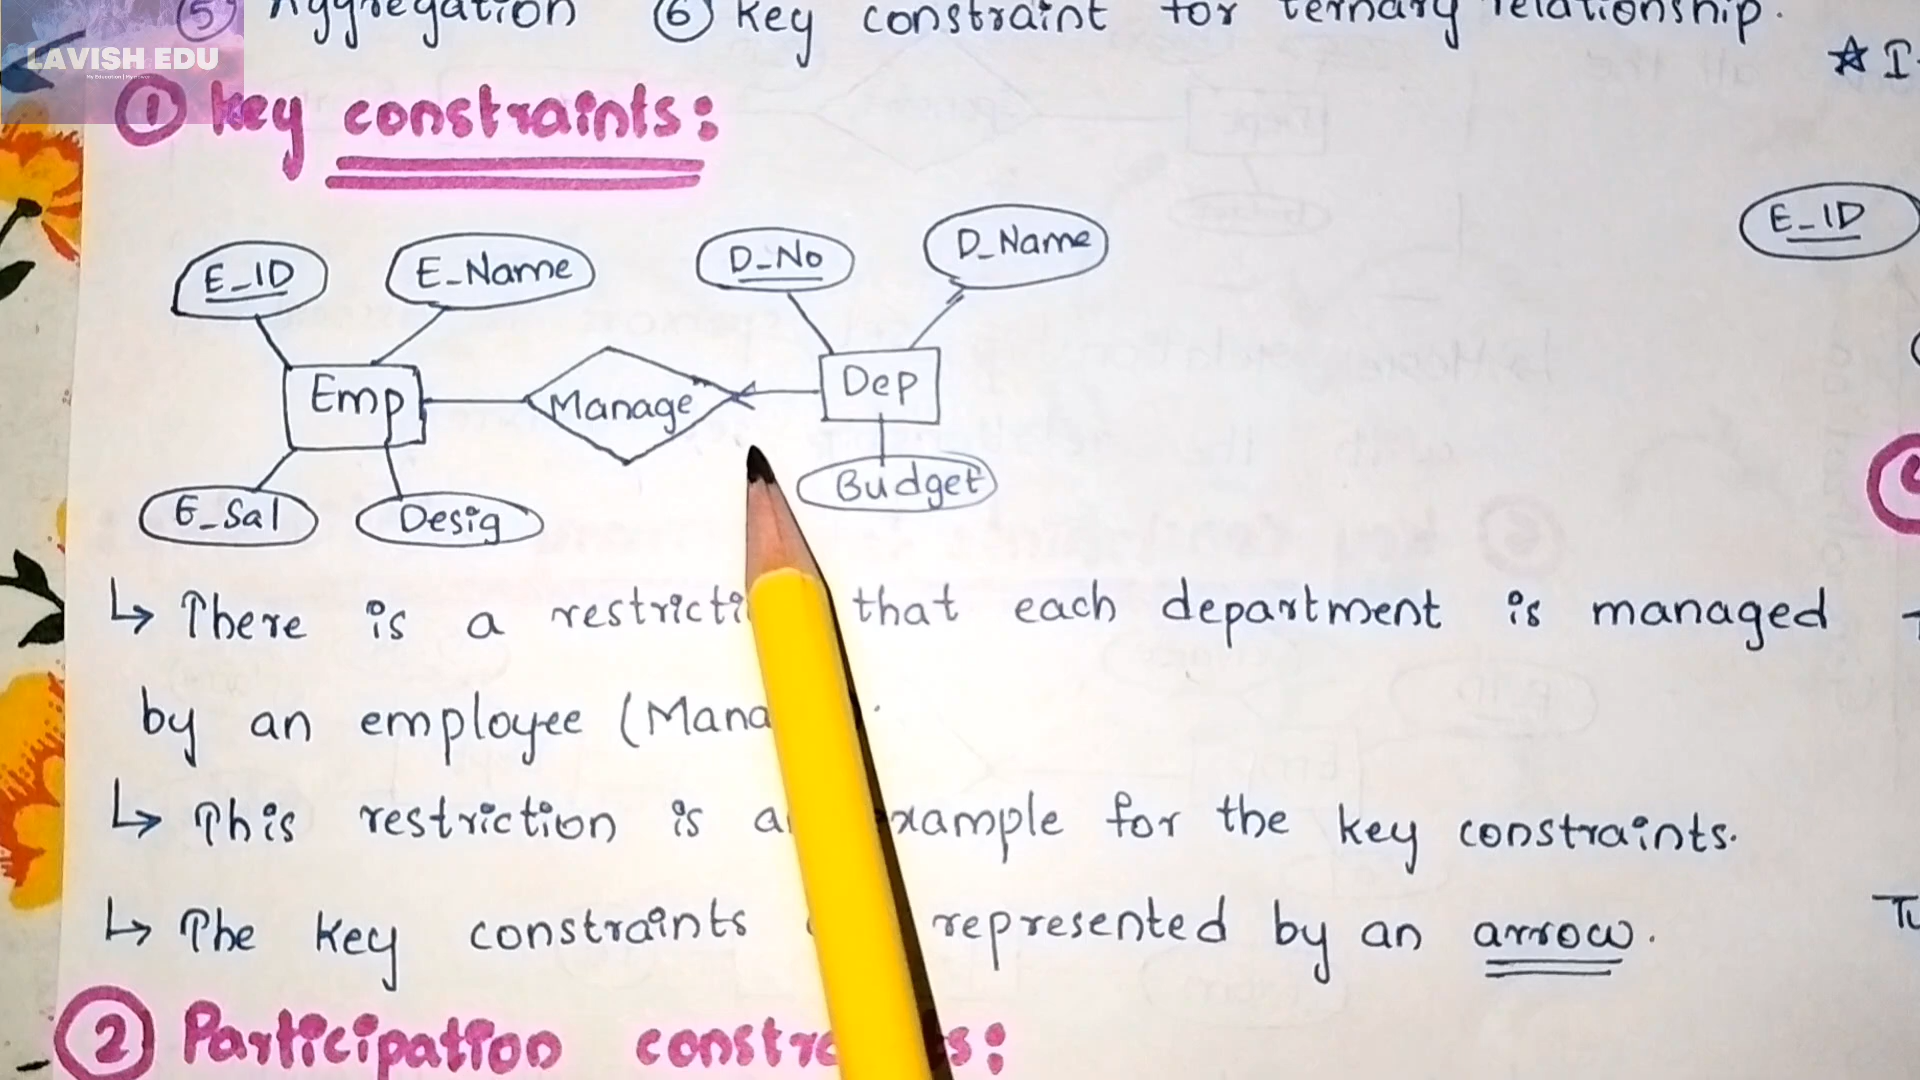 ⑤ Aggregation ⑥ Key constraint for ternary relationship.
LAVISH EDU
① Key constraints:
E_ID
E_Name
D_No
D_Name
E_ID
Emp
Manage
Dep
E_Sal
Desig
Budget
↳ There is a restricti that each department is managed
by an employee (Mana
↳ This restriction is a xample for the key constraints.
↳ The key constraints represented by an arrow.
② Participation constra s: